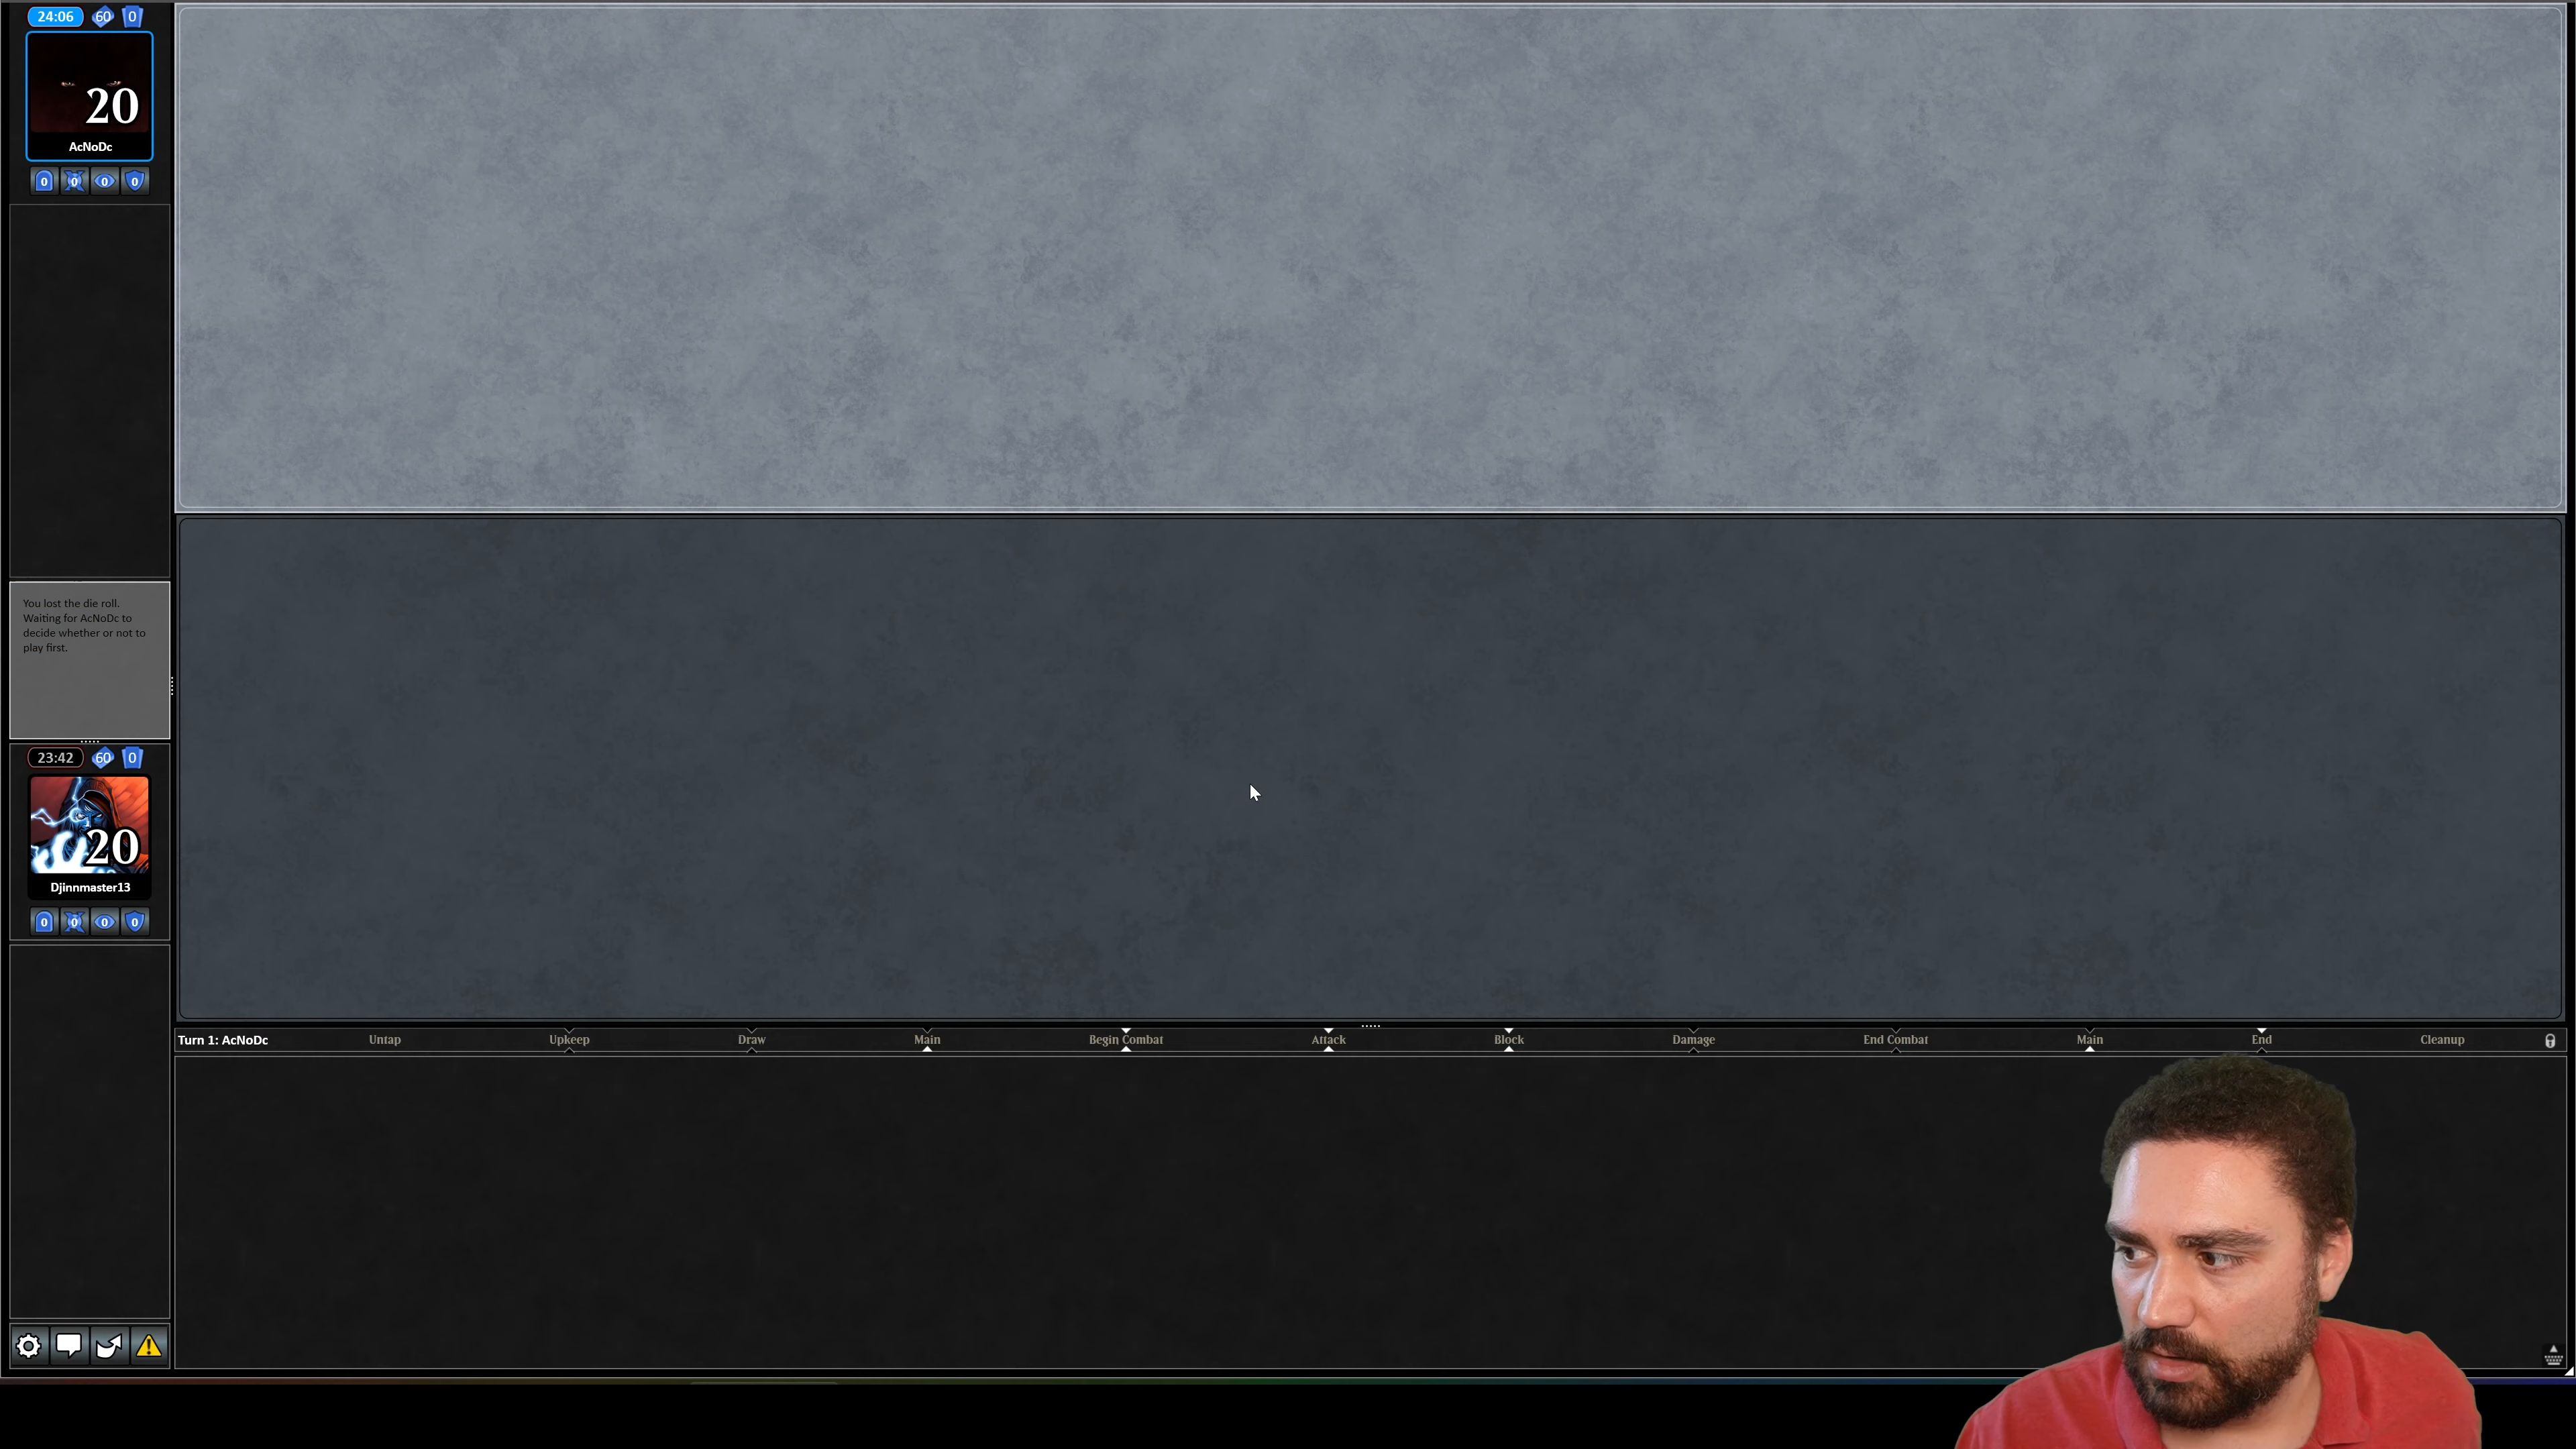 24:06 60 0
20
AcNoDc
0 0 0 0
You lost the die roll.
Waiting for AcNoDc to
decide whether or not to
play first.
23:42 60 0
20
Djinnmaster13
0 0 0 0
Turn 1: AcNoDc Untap Upkeep Draw Main Begin Combat Attack Block Damage End Combat Main End Cleanup